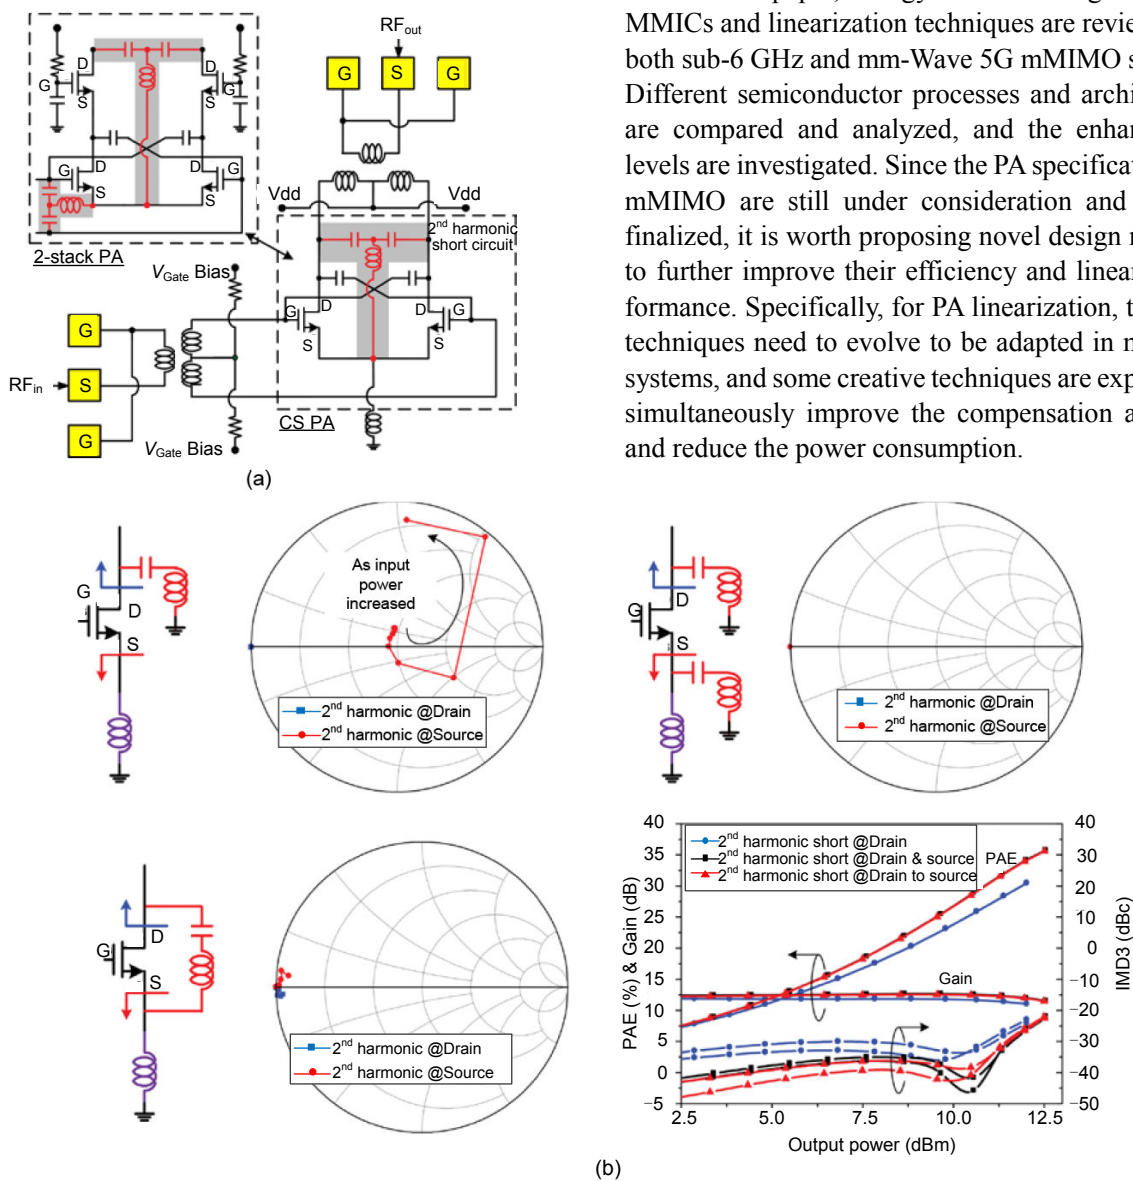 MMICs and linearization techniques are
both sub-6 GHz and mm-Wave 5G mMIMO
Different semiconductor processes and
are compared and analyzed, and the
levels are investigated. Since the PA
mMIMO are still under consideration and
finalized, it is worth proposing novel design
to further improve their efficiency and
formance. Specifically, for PA linearization,
techniques need to evolve to be adapted in
systems, and some creative techniques are
simultaneously improve the compensation
and reduce the power consumption.
D
D
G
G
S
S
G
D
D
G
S
S
2-stack PA
RFout
G
S
G
Vdd
Vdd
2nd harmonic
short circuit
VGate Bias
G
D
D
G
S
S
CS PA
G
RFin
S
G
VGate Bias
(a)
G
D
S
As input
power
increased
2nd harmonic @Drain
2nd harmonic @Source
G
D
S
2nd harmonic @Drain
2nd harmonic @Source
G
D
S
2nd harmonic @Drain
2nd harmonic @Source
PAE (%) & Gain (dB)
40
35
30
25
20
15
10
5
0
−5
2nd harmonic short @Drain
2nd harmonic short @Drain & source
2nd harmonic short @Drain to source
PAE
Gain
40
30
20
10
0
−10
−20
−30
−40
−50
IMD3 (dBc)
2.5 5.0 7.5 10.0 12.5
Output power (dBm)
(b)